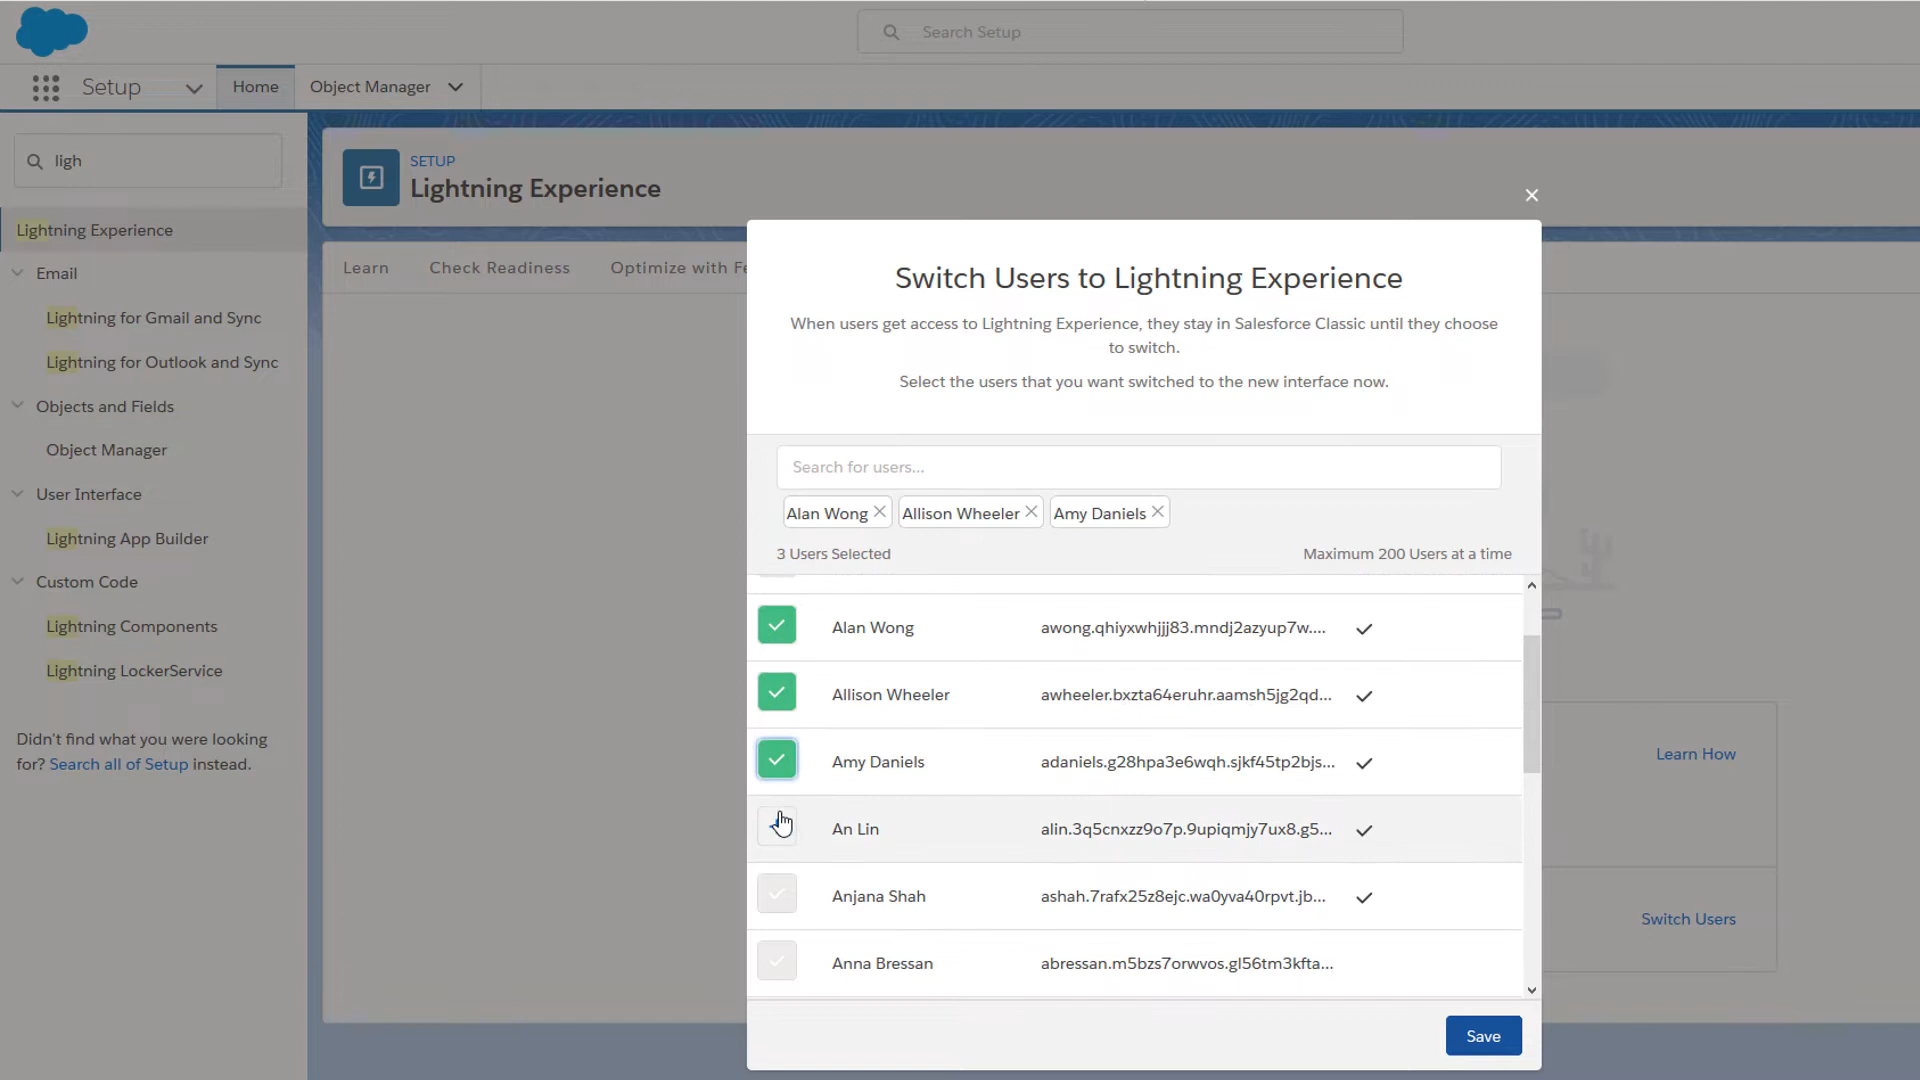 Search Setup
Setup
Home
Object Manager
ligh
SETUP
Lightning Experience
Lightning Experience
Email
Lightning for Gmail and Sync
Lightning for Outlook and Sync
Objects and Fields
Object Manager
User Interface
Lightning App Builder
Custom Code
Lightning Components
Lightning LockerService
Didn't find what you were looking
for? Search all of Setup instead.
Learn
Check Readiness
Optimize with Fe
Switch Users to Lightning Experience
When users get access to Lightning Experience, they stay in Salesforce Classic until they choose
to switch.
Select the users that you want switched to the new interface now.
Search for users...
Alan Wong
Allison Wheeler
Amy Daniels
3 Users Selected
Maximum 200 Users at a time
Alan Wong awong.qhiyxwhjjj83.mndj2azyup7w....
Allison Wheeler awheeler.bxzta64eruhr.aamsh5jg2qd...
Amy Daniels adaniels.g28hpa3e6wqh.sjkf45tp2bjs...
An Lin alin.3q5cnxzz9o7p.9upiqmjy7ux8.g5...
Anjana Shah ashah.7rafx25z8ejc.wa0yva40rpvt.jb...
Anna Bressan abressan.m5bzs7orwvos.gl56tm3kfta...
Learn How
Switch Users
Save